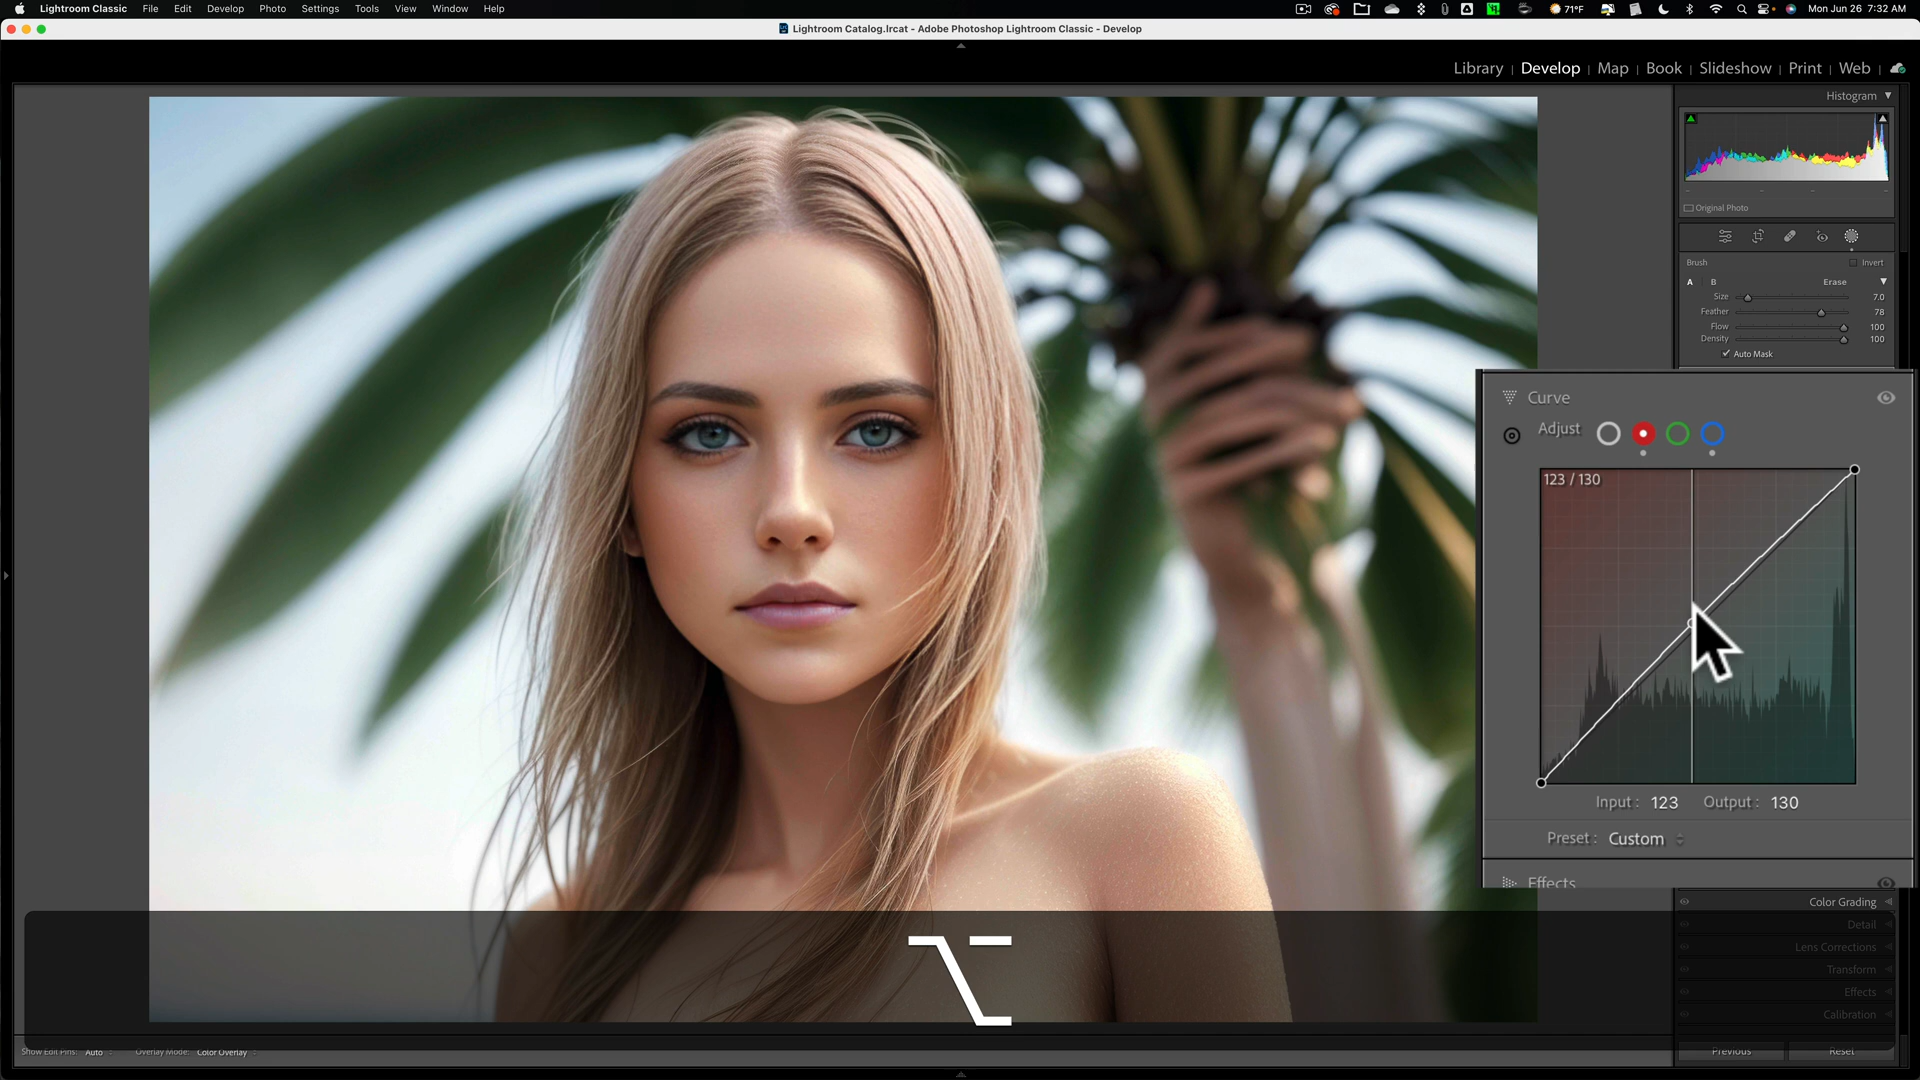 Lightroom Classic File Edit Develop Photo Settings Tools View Window Help 71°F Mon Jun 26 7:32 AM
Lightroom Catalog.lrcat - Adobe Photoshop Lightroom Classic - Develop
Library | Develop | Map | Book | Slideshow | Print | Web |
Histogram
Original Photo
Brush Invert
A B Erase
Size 7.0
Feather 78
Flow 100
Density 100
Auto Mask
Curve
Adjust
123 / 130
Input : 123 Output : 130
Preset : Custom
Effects
Color Grading
Detail
Lens Corrections
Transform
Effects
Calibration
Show Edit Pins: Auto Overlay Mode: Color Overlay
Previous Reset